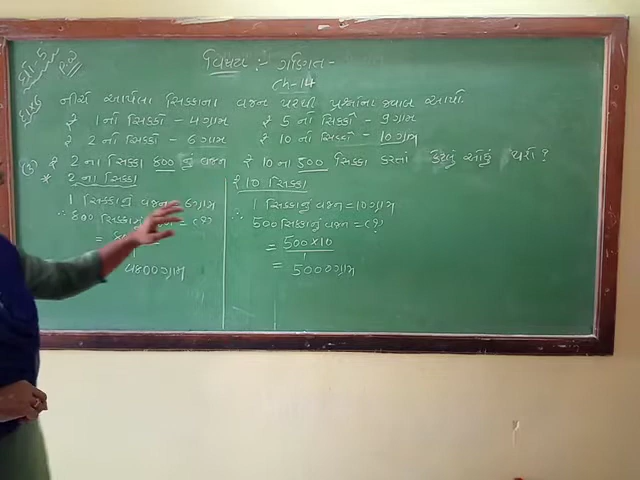 ધો-5
વિષય :- ગણિત-
Ch-14
નીચે આપેલા સિક્કાના વજન પરથી પ્રશ્નોના જવાબ આપો.
₹ 1 નો સિક્કો - 4 ગ્રામ ₹ 5 નો સિક્કો - 9 ગ્રામ
₹ 2 નો સિક્કો - 6 ગ્રામ ₹ 10 નો સિક્કો - 10 ગ્રામ
₹ 2 ના સિક્કા 800 નું વજન ₹ 10 ના 500 સિક્કા કરતાં કેટલું ઓછું થશે ?
* 2 ના સિક્કા
1 સિક્કાનું વજન = 6 ગ્રામ
∴ 800 સિક્કાનું = (?)
=
4800 ગ્રામ
₹ 10 સિક્કા
1 સિક્કાનું વજન = 10 ગ્રામ
∴ 500 સિક્કાનું વજન = (?)
= 500 × 10
1
= 5000 ગ્રામ